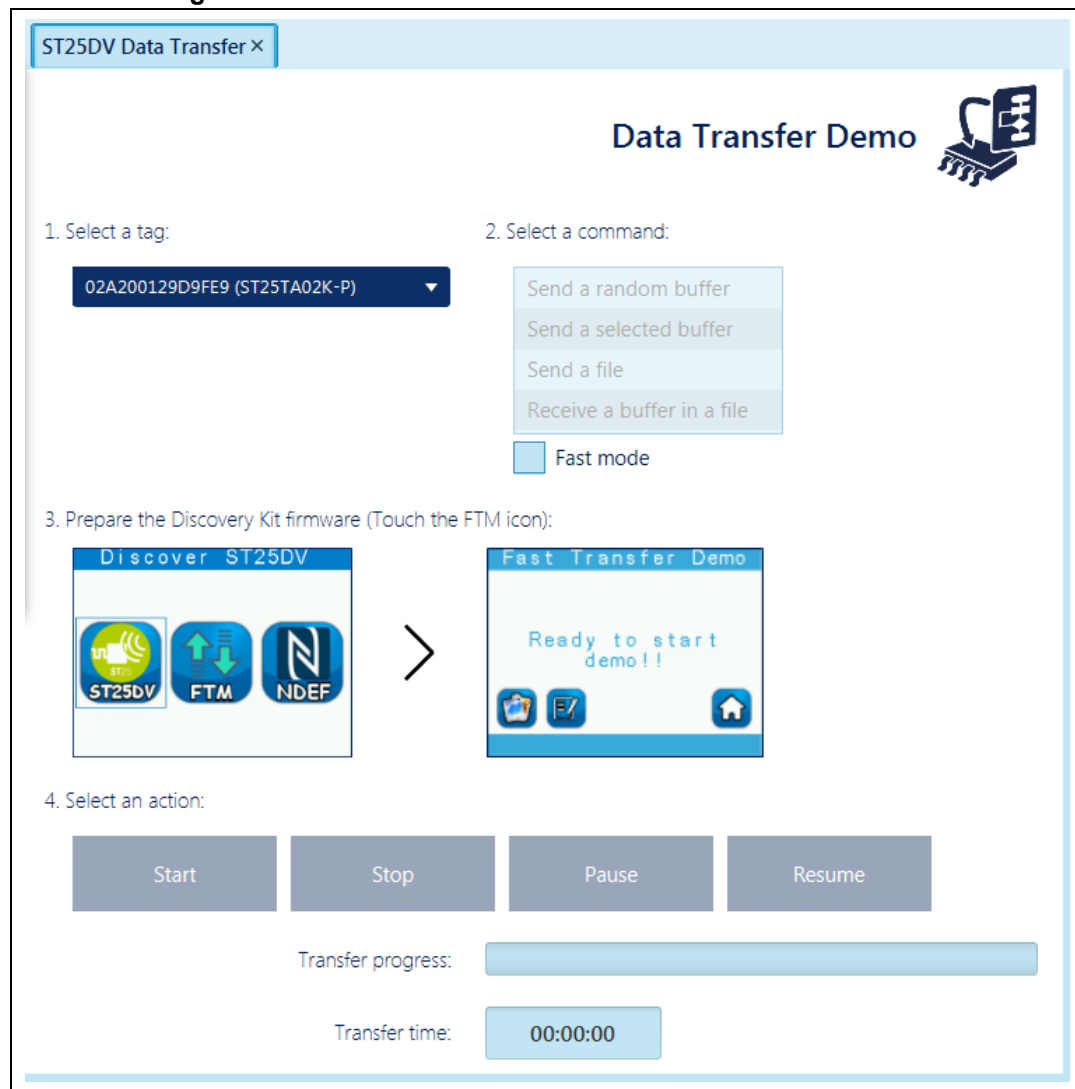 ST25DV Data Transfer ×
Data Transfer Demo
1. Select a tag:
02A200129D9FE9 (ST25TA02K-P)
2. Select a command:
Send a random buffer
Send a selected buffer
Send a file
Receive a buffer in a file
Fast mode
3. Prepare the Discovery Kit firmware (Touch the FTM icon):
Discover ST25DV
ST25
ST25DV
FTM
NDEF
Fast Transfer Demo
Ready to start
demo!!
4. Select an action:
Start
Stop
Pause
Resume
Transfer progress:
Transfer time:
00:00:00